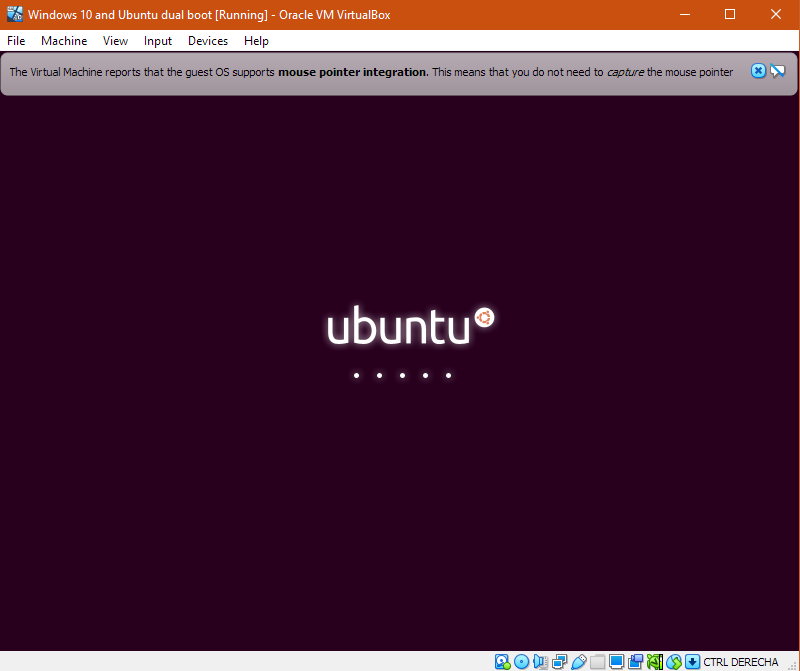 Windows 10 and Ubuntu dual boot [Running] - Oracle VM VirtualBox
File Machine View Input Devices Help
The Virtual Machine reports that the guest OS supports mouse pointer integration. This means that you do not need to capture the mouse pointer
ubuntu
CTRL DERECHA